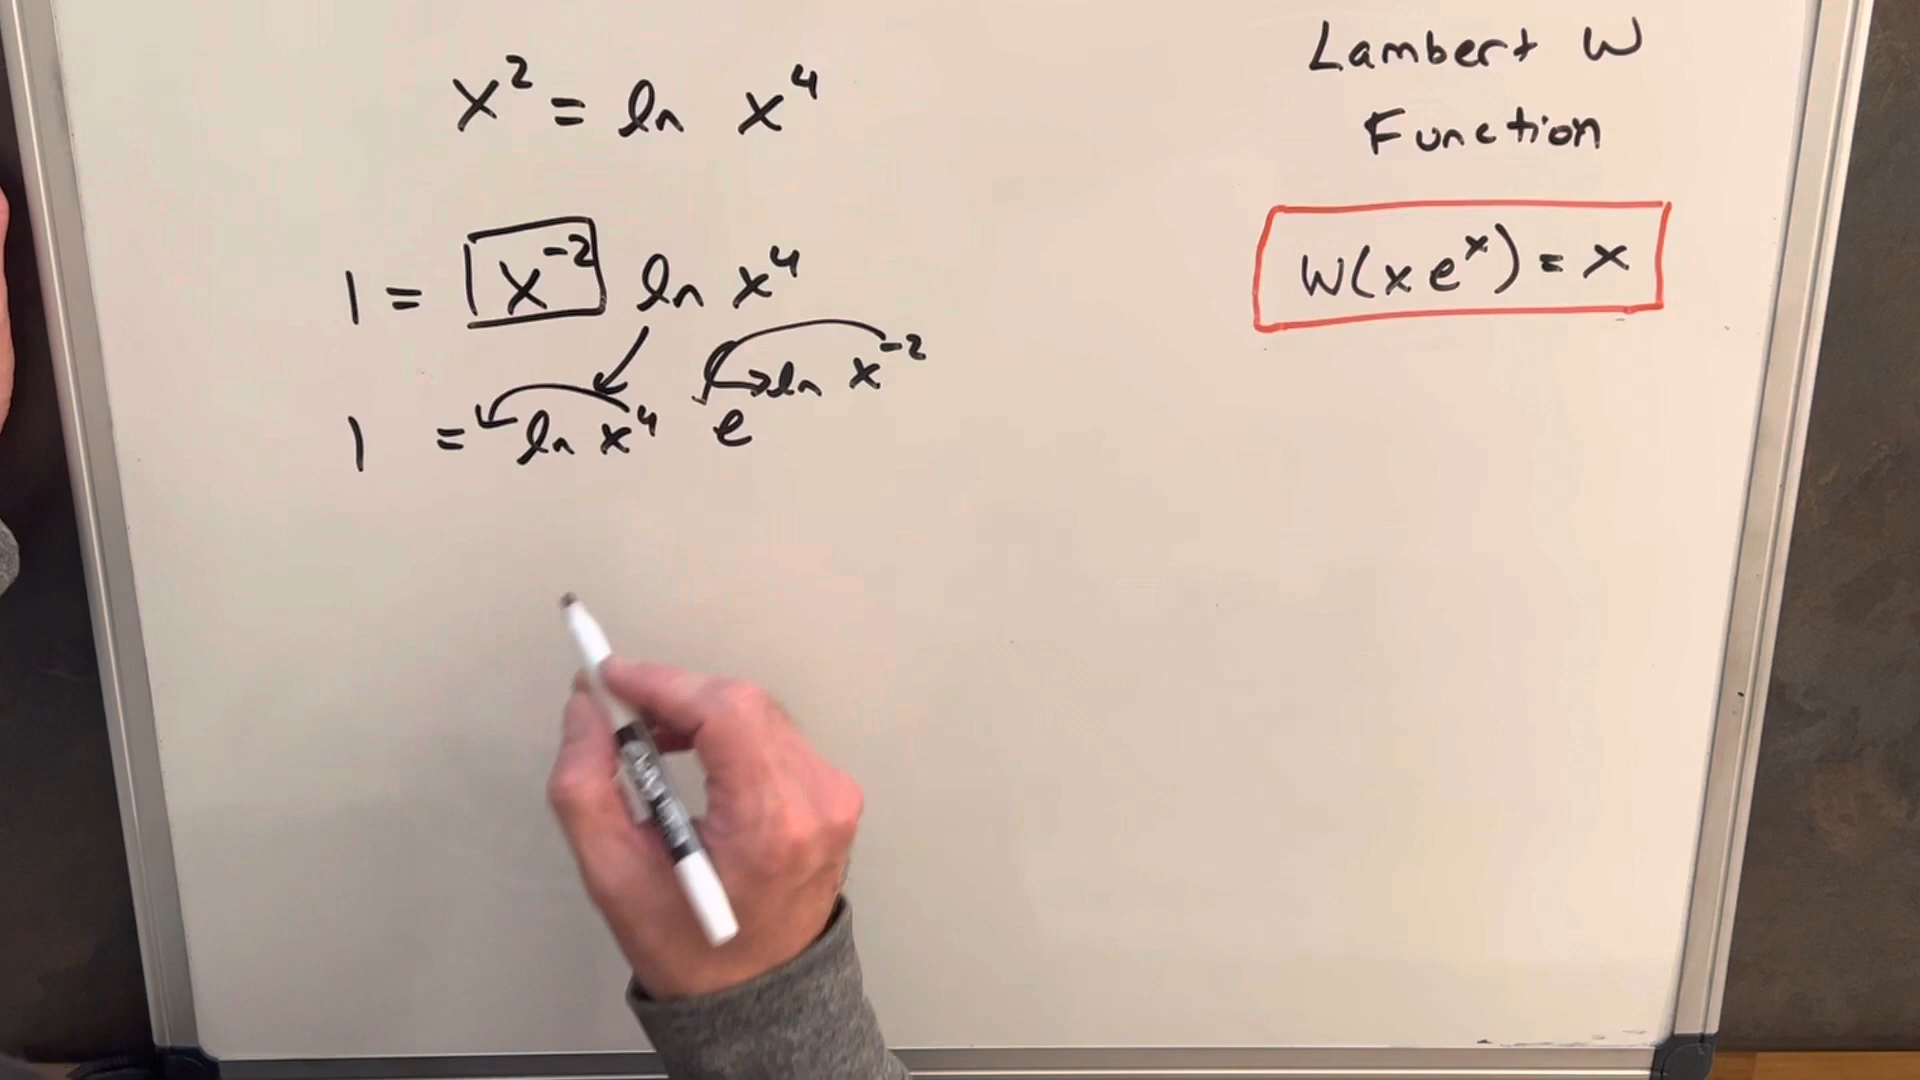 x² = ln x⁴
1 = x⁻² ln x⁴
1 = ln x⁴ e^(ln x⁻²)
Lambert W
Function
W(x eˣ) = x